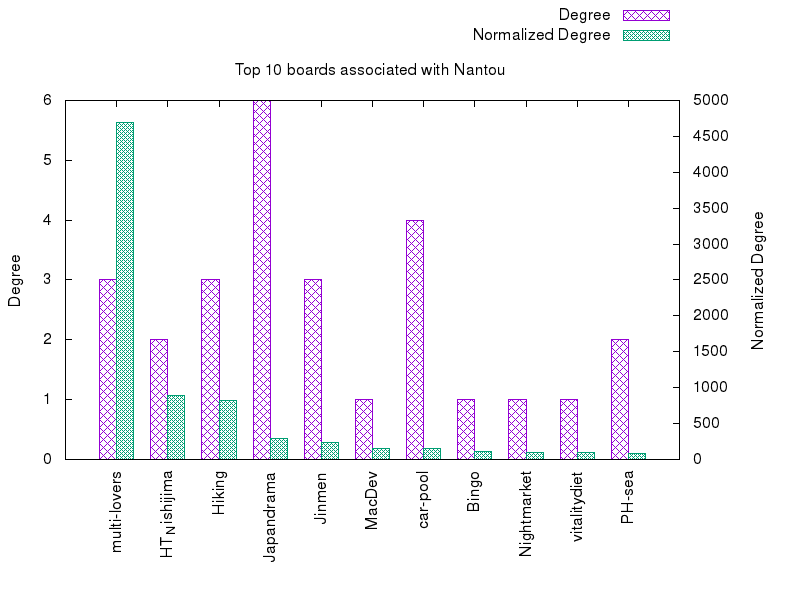 Degree
Normalized Degree
Top 10 boards associated with Nantou
6
5
4
3
2
1
0
5000
4500
4000
3500
3000
2500
2000
1500
1000
500
0
Degree
Normalized Degree
multi-lovers
HT_Nishijima
Hiking
Japandrama
Jinmen
MacDev
car-pool
Bingo
Nightmarket
vitalitydiet
PH-sea